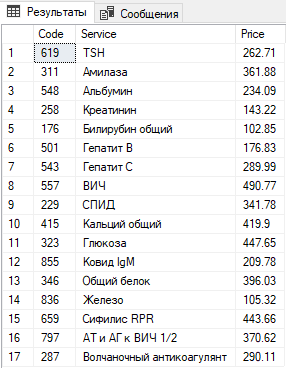 Результаты Сообщения
Code Service Price
1 619 TSH 262.71
2 311 Амилаза 361.88
3 548 Альбумин 234.09
4 258 Креатинин 143.22
5 176 Билирубин общий 102.85
6 501 Гепатит B 176.83
7 543 Гепатит C 289.99
8 557 ВИЧ 490.77
9 229 СПИД 341.78
10 415 Кальций общий 419.9
11 323 Глюкоза 447.65
12 855 Ковид IgM 209.78
13 346 Общий белок 396.03
14 836 Железо 105.32
15 659 Сифилис RPR 443.66
16 797 АТ и АГ к ВИЧ 1/2 370.62
17 287 Волчаночный антикоагулянт 290.11